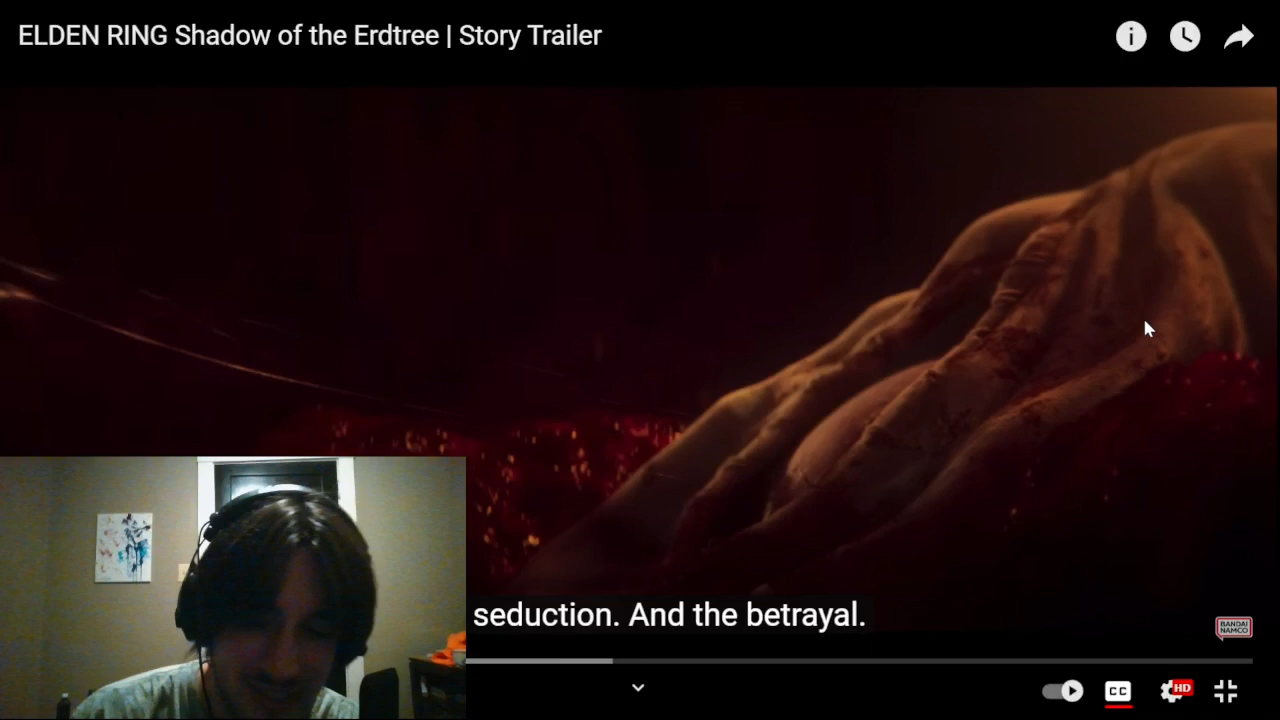 ELDEN RING Shadow of the Erdtree | Story Trailer
seduction. And the betrayal.
BANDAI
NAMCO
CC
HD